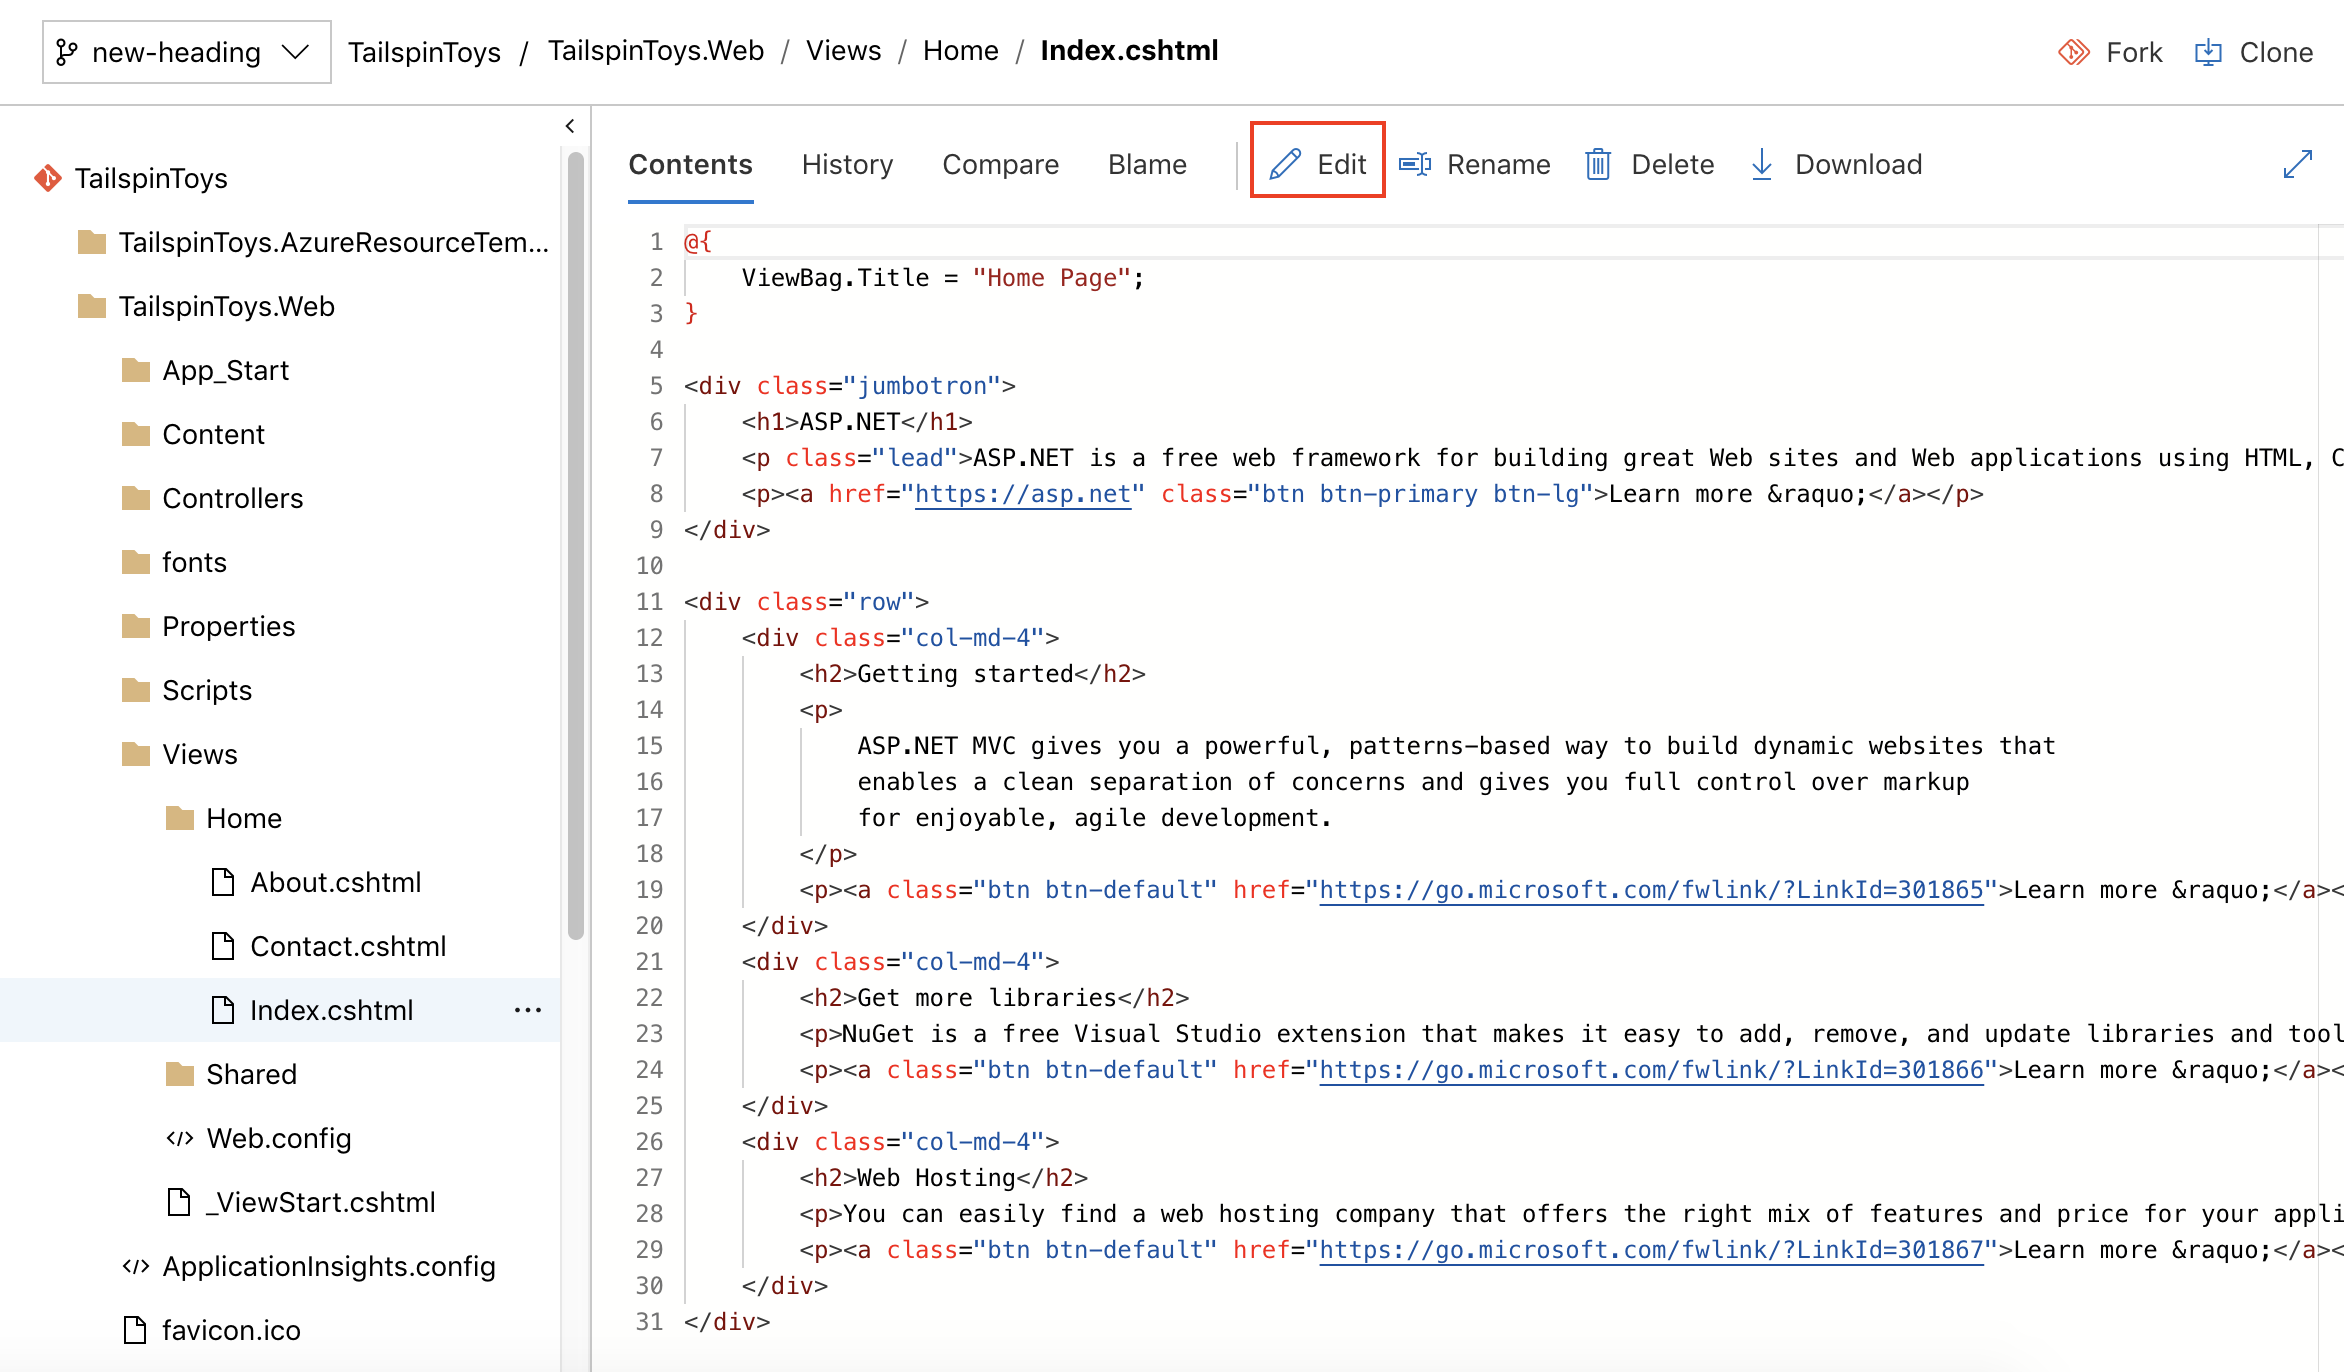 new-heading TailspinToys / TailspinToys.Web / Views / Home / Index.cshtml Fork Clone
TailspinToys
TailspinToys.AzureResourceTem...
TailspinToys.Web
App_Start
Content
Controllers
fonts
Properties
Scripts
Views
Home
About.cshtml
Contact.cshtml
Index.cshtml ...
Shared
</> Web.config
_ViewStart.cshtml
</> ApplicationInsights.config
favicon.ico
Contents History Compare Blame Edit Rename Delete Download
1 @{
2 ViewBag.Title = "Home Page";
3 }
4
5 <div class="jumbotron">
6 <h1>ASP.NET</h1>
7 <p class="lead">ASP.NET is a free web framework for building great Web sites and Web applications using HTML, C
8 <p><a href="https://asp.net" class="btn btn-primary btn-lg">Learn more &raquo;</a></p>
9 </div>
10
11 <div class="row">
12 <div class="col-md-4">
13 <h2>Getting started</h2>
14 <p>
15 ASP.NET MVC gives you a powerful, patterns-based way to build dynamic websites that
16 enables a clean separation of concerns and gives you full control over markup
17 for enjoyable, agile development.
18 </p>
19 <p><a class="btn btn-default" href="https://go.microsoft.com/fwlink/?LinkId=301865">Learn more &raquo;</a><
20 </div>
21 <div class="col-md-4">
22 <h2>Get more libraries</h2>
23 <p>NuGet is a free Visual Studio extension that makes it easy to add, remove, and update libraries and tool
24 <p><a class="btn btn-default" href="https://go.microsoft.com/fwlink/?LinkId=301866">Learn more &raquo;</a><
25 </div>
26 <div class="col-md-4">
27 <h2>Web Hosting</h2>
28 <p>You can easily find a web hosting company that offers the right mix of features and price for your appli
29 <p><a class="btn btn-default" href="https://go.microsoft.com/fwlink/?LinkId=301867">Learn more &raquo;</a><
30 </div>
31 </div>